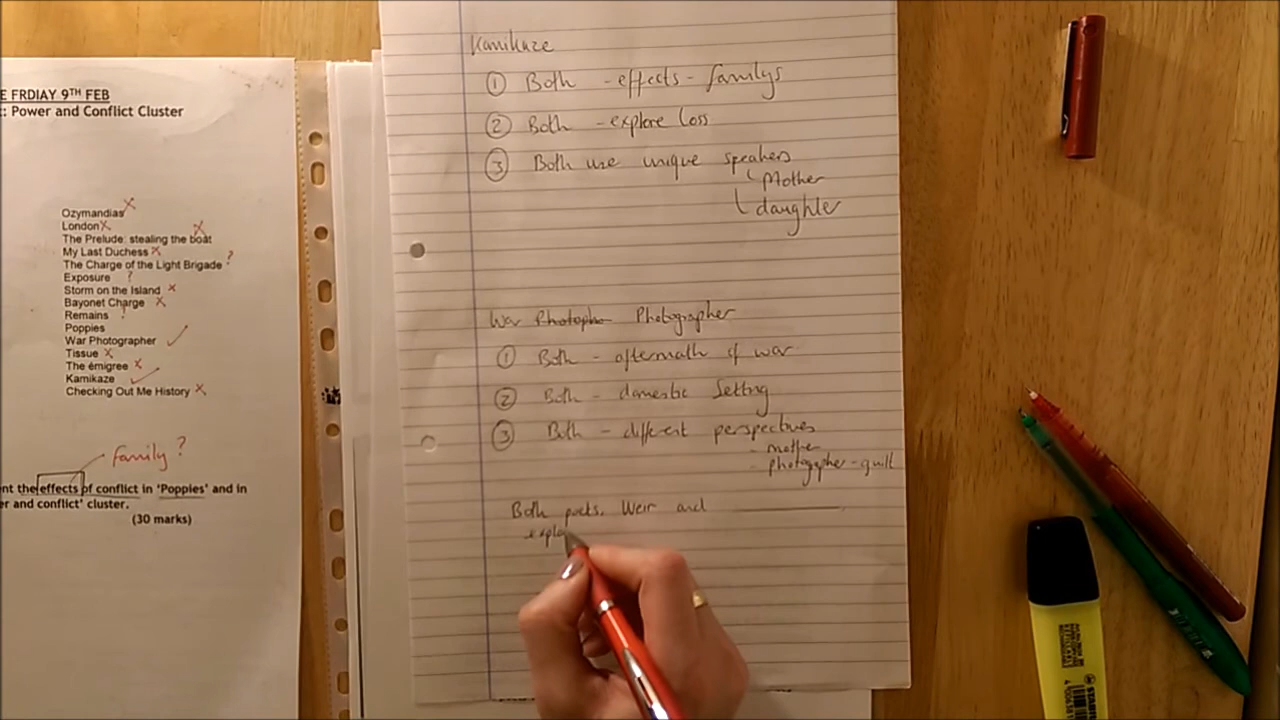 E FRDIAY 9TH FEB
: Power and Conflict Cluster
Ozymandias
London
The Prelude: stealing the boat
My Last Duchess
The Charge of the Light Brigade ?
Exposure ?
Storm on the Island
Bayonet Charge
Remains ?
Poppies
War Photographer
Tissue
The émigree
Kamikaze
Checking Out Me History
family ?
nt the effects of conflict in 'Poppies' and in
er and conflict' cluster.
(30 marks)
Kamikaze
① Both - effects - familys
② Both - explore loss
③ Both use unique speakers
Mother
daughter
War Photographer
① Both - aftermath of war
② Both - domestic setting
③ Both - different perspectives
- mother
- photographer - guilt
Both poets, Weir and
explo
STABI